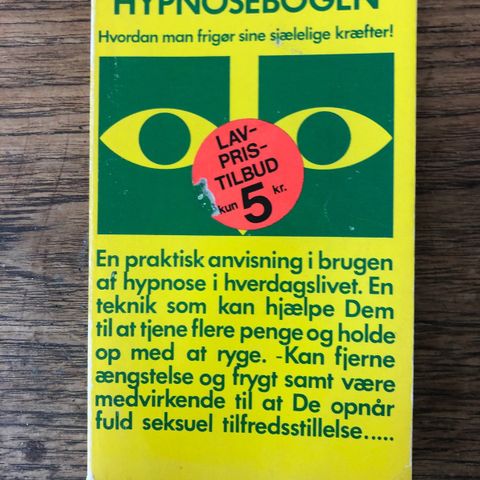 HYPNOSEBOGEN
Hvordan man frigør sine sjælelige kræfter!
LAV-
PRIS-
TILBUD
kun 5 kr.
En praktisk anvisning i brugen
af hypnose i hverdagslivet. En
teknik som kan hjælpe Dem
til at tjene flere penge og holde
op med at ryge. -Kan fjerne
ængstelse og frygt samt være
medvirkende til at De opnår
fuld seksuel tilfredsstillelse.....